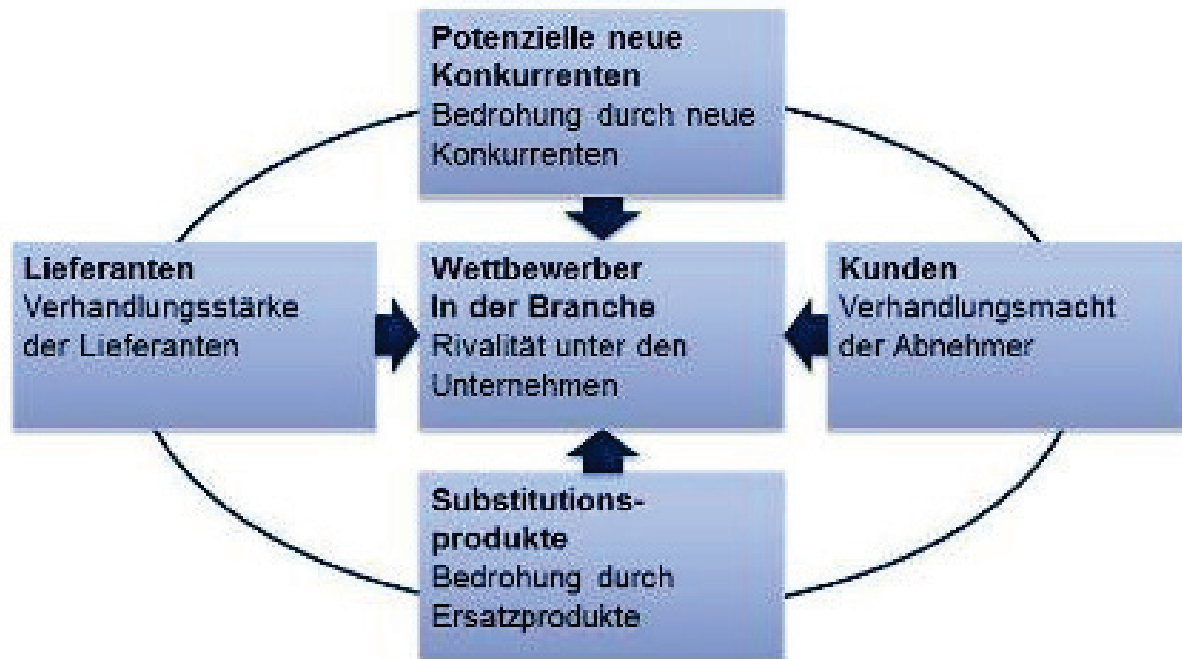 Potenzielle neue
Konkurrenten
Bedrohung durch neue
Konkurrenten
Lieferanten
Verhandlungsstärke
der Lieferanten
Wettbewerber
In der Branche
Rivalität unter den
Unternehmen
Kunden
Verhandlungsmacht
der Abnehmer
Substitutions-
produkte
Bedrohung durch
Ersatzprodukte